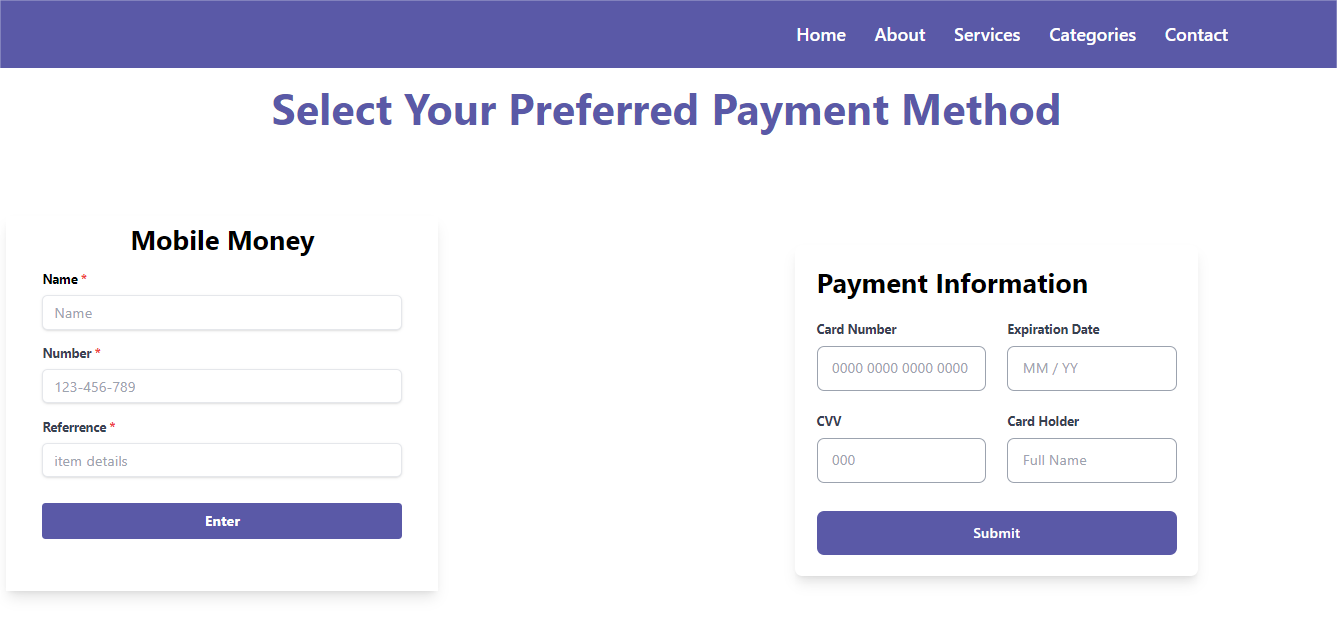 Home About Services Categories Contact
Select Your Preferred Payment Method
Mobile Money
Name *
Name
Number *
123-456-789
Referrence *
item details
Enter
Payment Information
Card Number Expiration Date
0000 0000 0000 0000 MM / YY
CVV Card Holder
000 Full Name
Submit